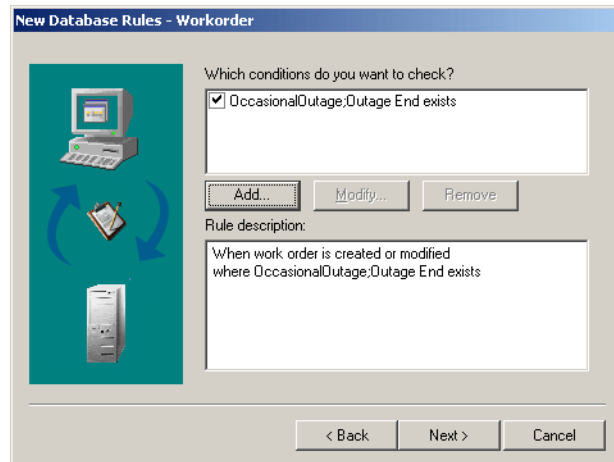 New Database Rules - Workorder
Which conditions do you want to check?
OccasionalOutage;Outage End exists
Add... Modify... Remove
Rule description:
When work order is created or modified
where OccasionalOutage;Outage End exists
< Back Next > Cancel